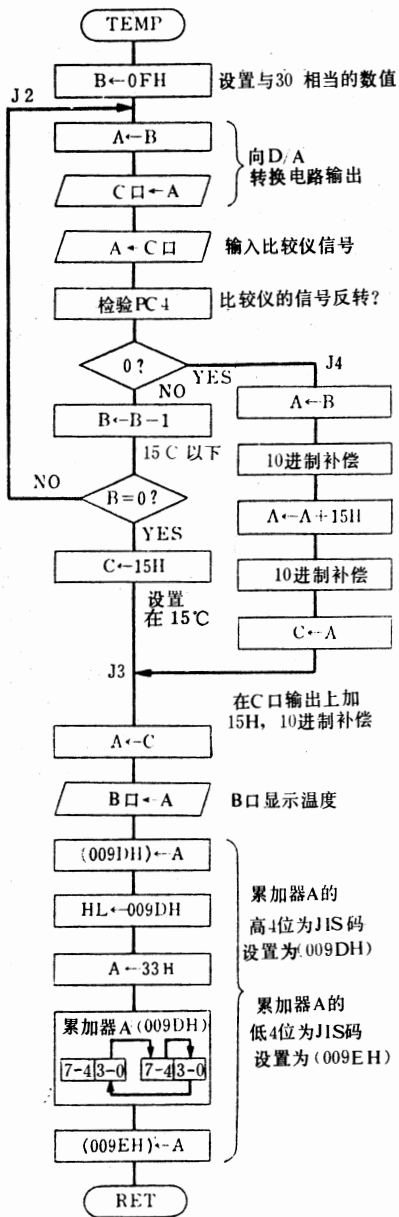 TEMP
B←0FH
设置与30 相当的数值
J2
A←B
C口←A
向D/A
转换电路输出
A←C口
输入比较仪信号
检验PC4
比较仪的信号反转?
0?
YES
J4
NO
A←B
B←B-1
15C 以下
10进制补偿
NO
B=0?
A←A+15H
YES
C←15H
10进制补偿
设置
在 15℃
C←A
J3
在C口输出上加
15H, 10进制补偿
A←C
B口←A
B口显示温度
(009DH)←A
HL←009DH
累加器A的
高4位为JIS码
设置为(009DH)
A←33H
累加器A(009DH)
7-4 3-0 7-4 3-0
累加器A的
低4位为JIS码
设置为(009EH)
(009EH)←A
RET